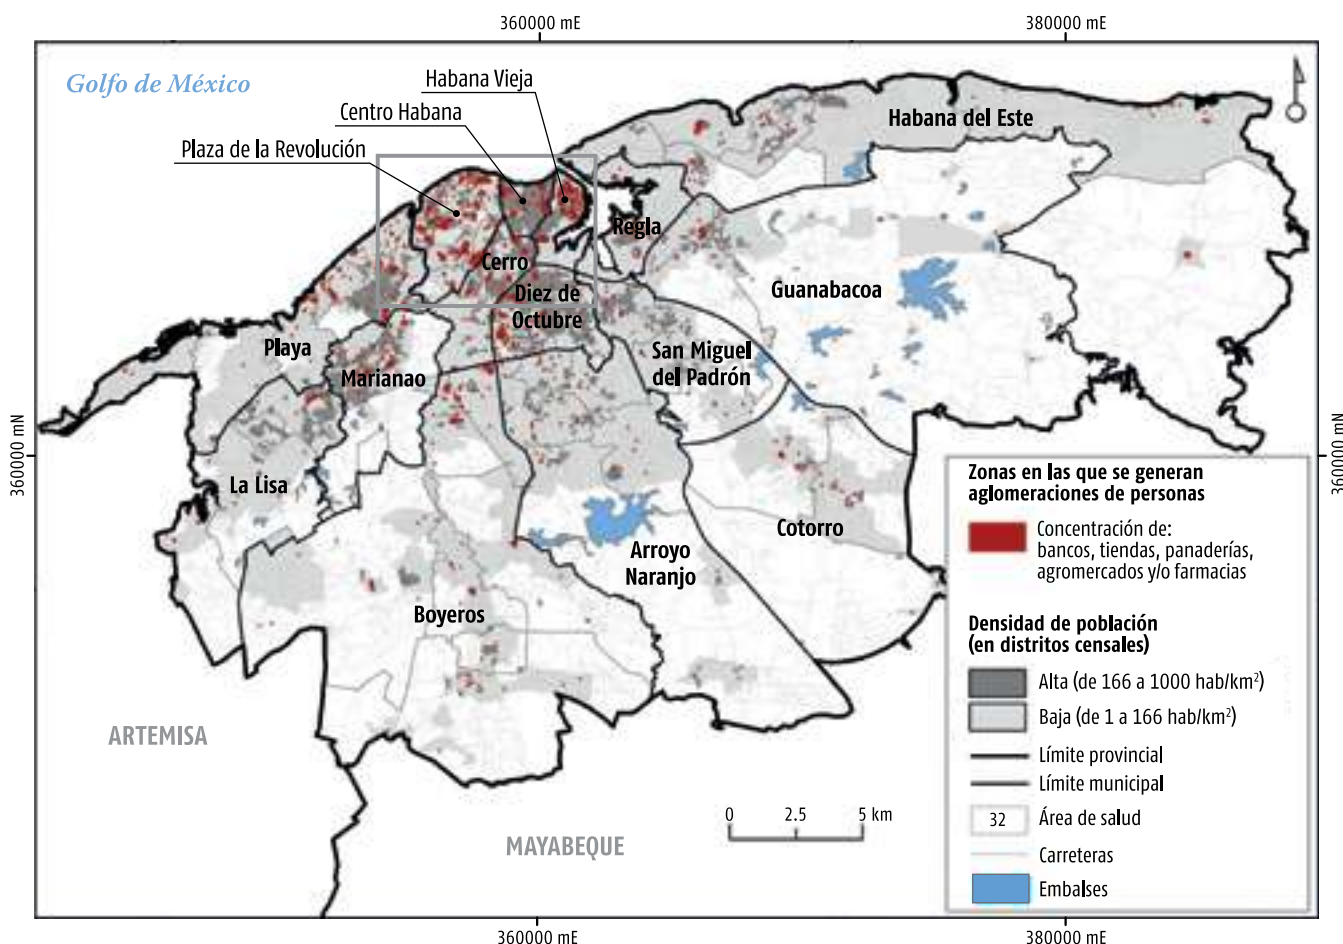 360000 mE
380000 mE
Golfo de México
Habana Vieja
Centro Habana
Plaza de la Revolución
Habana del Este
Regla
Cerro
Diez de
Octubre
Guanabacoa
Playa
Marianao
San Miguel
del Padrón
La Lisa
Cotorro
Arroyo
Naranjo
Boyeros
ARTEMISA
MAYABEQUE
360000 mN
360000 mN
0 2.5 5 km
Zonas en las que se generan
aglomeraciones de personas
Concentración de:
bancos, tiendas, panaderías,
agromercados y/o farmacias
Densidad de población
(en distritos censales)
Alta (de 166 a 1000 hab/km²)
Baja (de 1 a 166 hab/km²)
Límite provincial
Límite municipal
32 Área de salud
Carreteras
Embalses
360000 mE
380000 mE